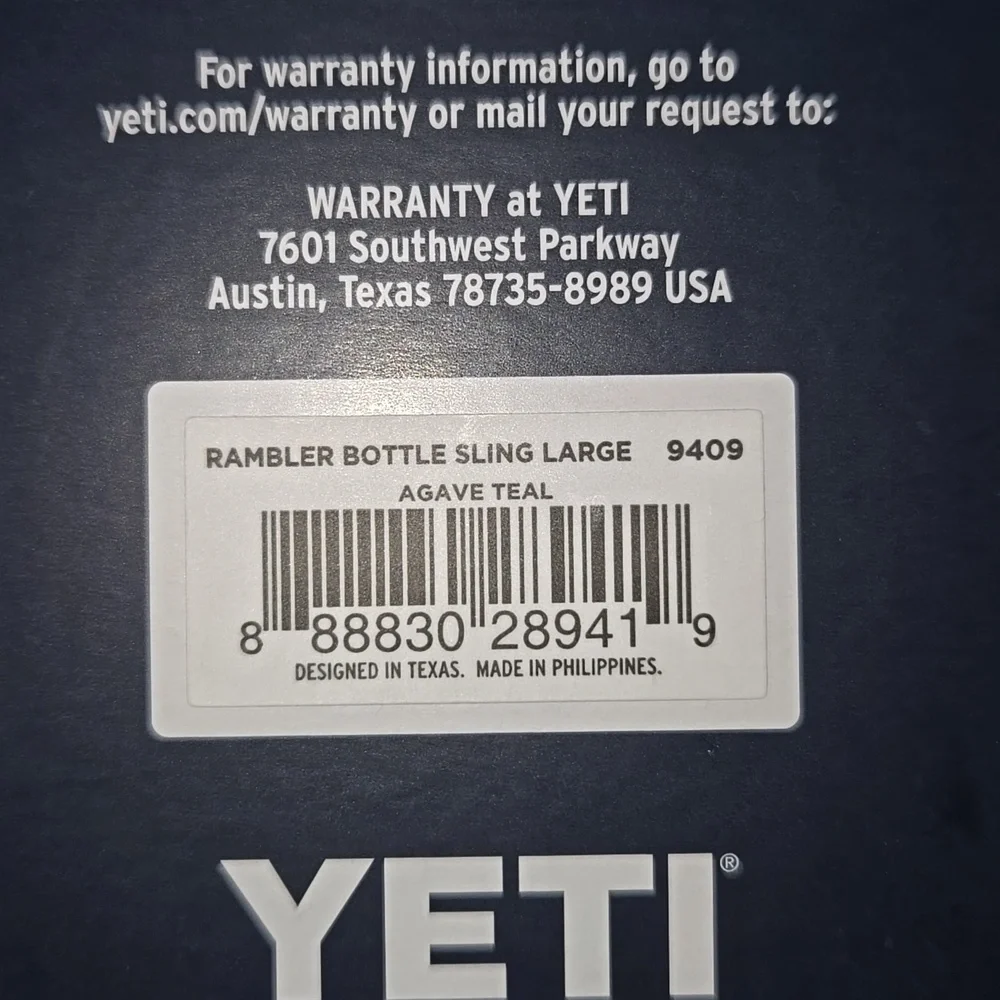 For warranty information, go to
yeti.com/warranty or mail your request to:
WARRANTY at YETI
7601 Southwest Parkway
Austin, Texas 78735-8989 USA
RAMBLER BOTTLE SLING LARGE 9409
AGAVE TEAL
8 88830 28941 9
DESIGNED IN TEXAS. MADE IN PHILIPPINES.
YETI®